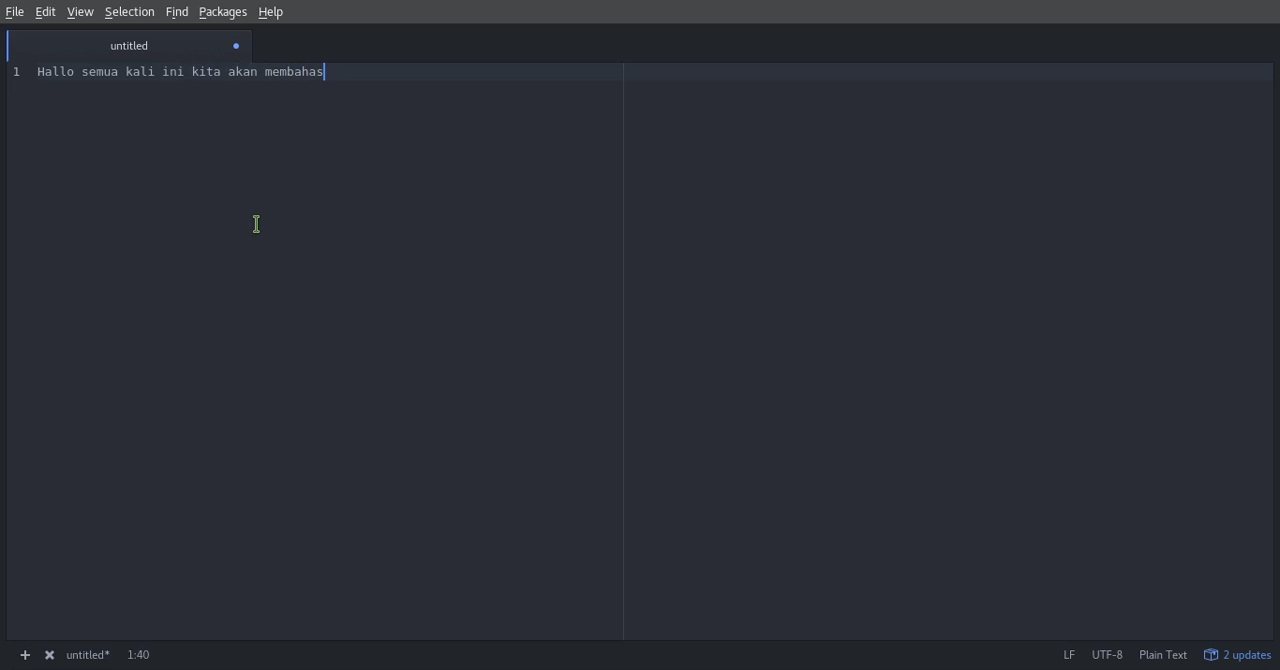 File Edit View Selection Find Packages Help
untitled
1 Hallo semua kali ini kita akan membahas
untitled* 1:40 LF UTF-8 Plain Text 2 updates